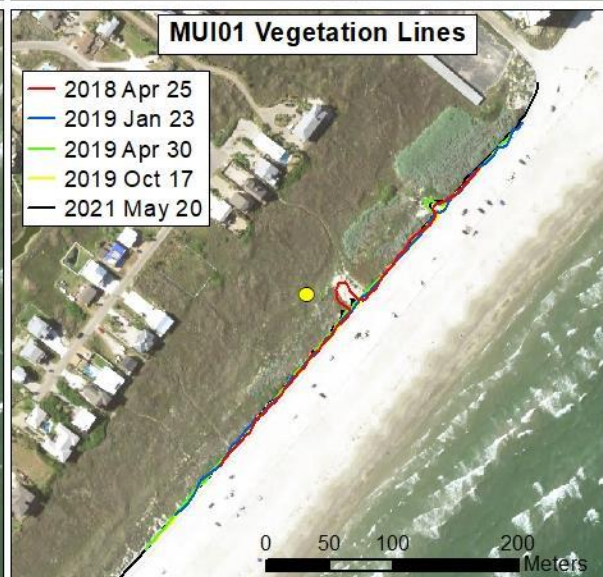 MUI01 Vegetation Lines
2018 Apr 25
2019 Jan 23
2019 Apr 30
2019 Oct 17
2021 May 20
0 50 100 200
Meters